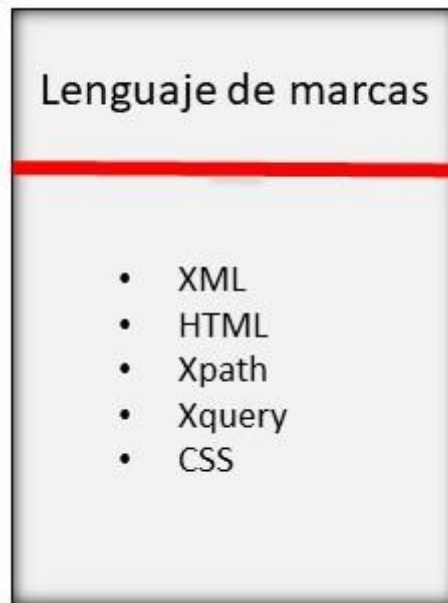 Lenguaje de marcas
• XML
• HTML
• Xpath
• Xquery
• CSS